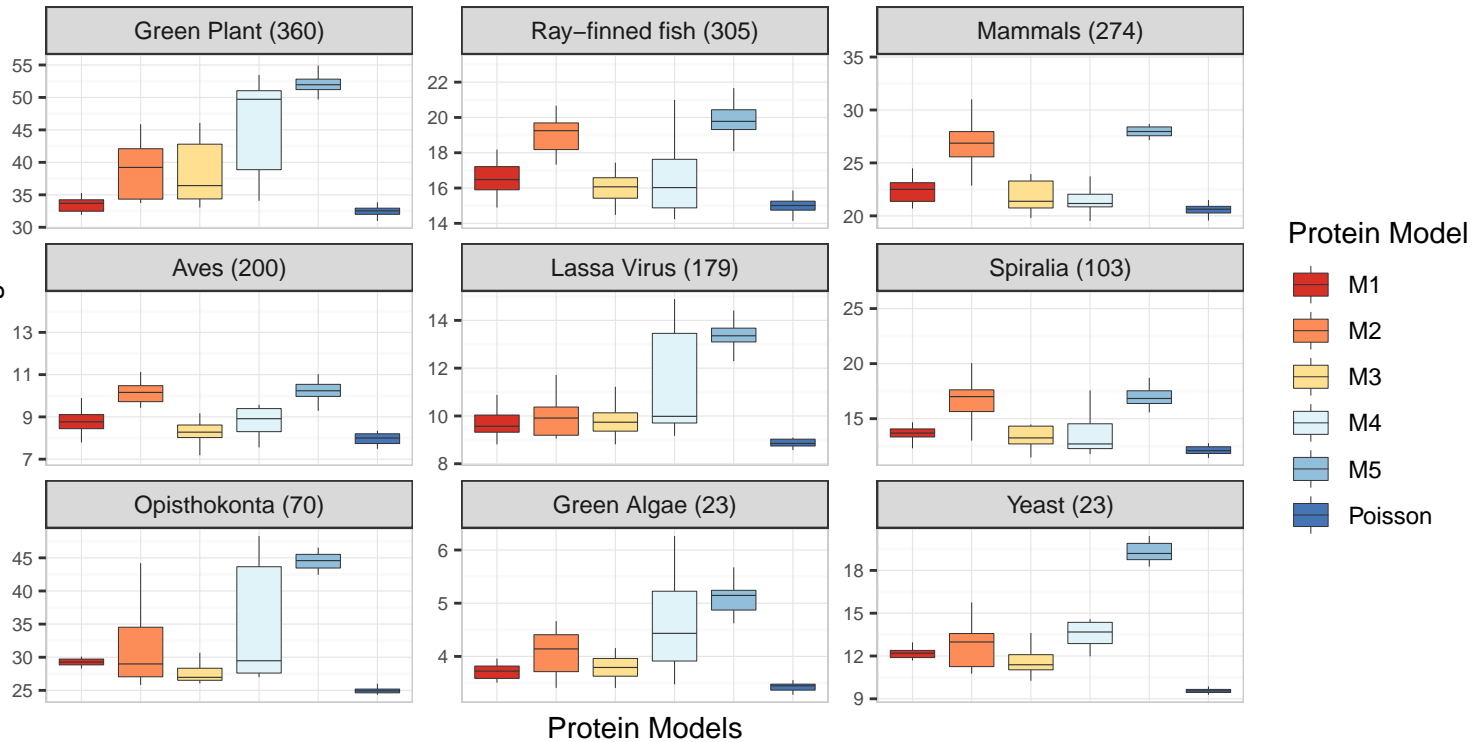 Green Plant (360)
Ray−finned fish (305)
Mammals (274)
55
50
45
40
35
30
22
20
18
16
14
35
30
25
20
Aves (200)
Lassa Virus (179)
Spiralia (103)
13
11
9
7
14
12
10
8
25
20
15
Opisthokonta (70)
Green Algae (23)
Yeast (23)
45
40
35
30
25
6
5
4
18
15
12
9
Protein Models
Protein Model
M1
M2
M3
M4
M5
Poisson